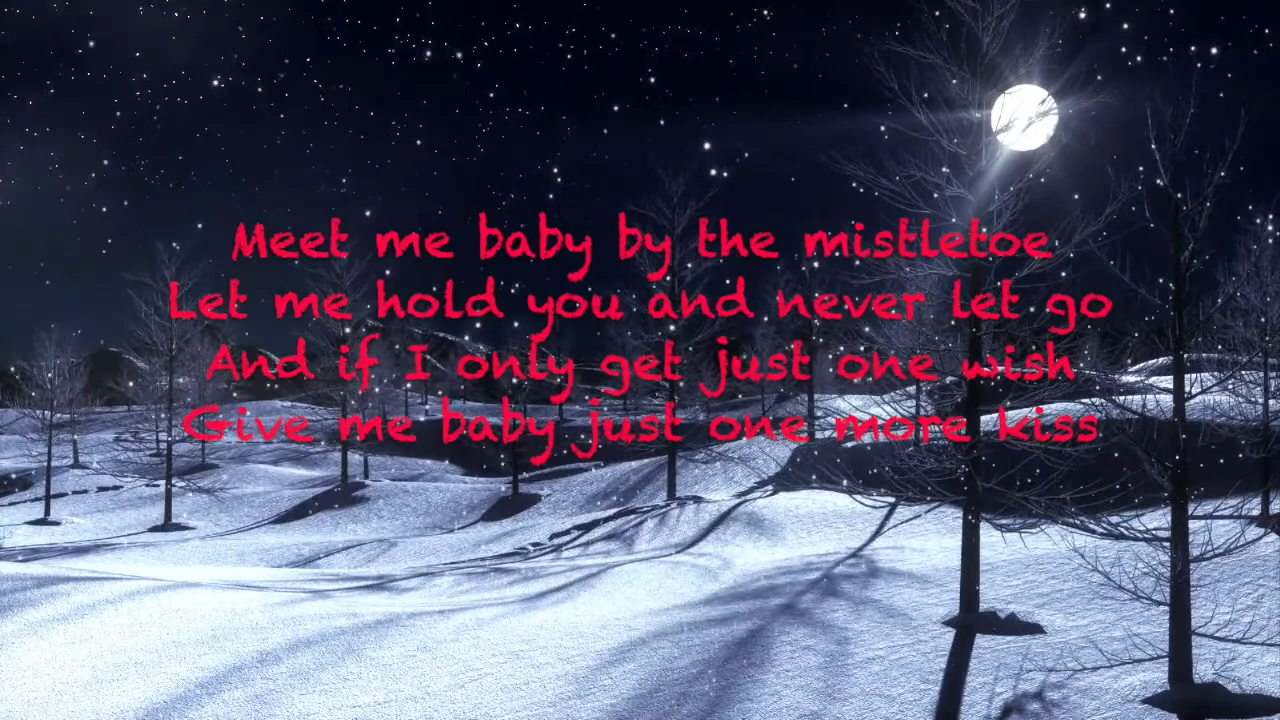 Meet me baby by the mistletoe
Let me hold you and never let go
And if I only get just one wish
Give me baby just one more kiss